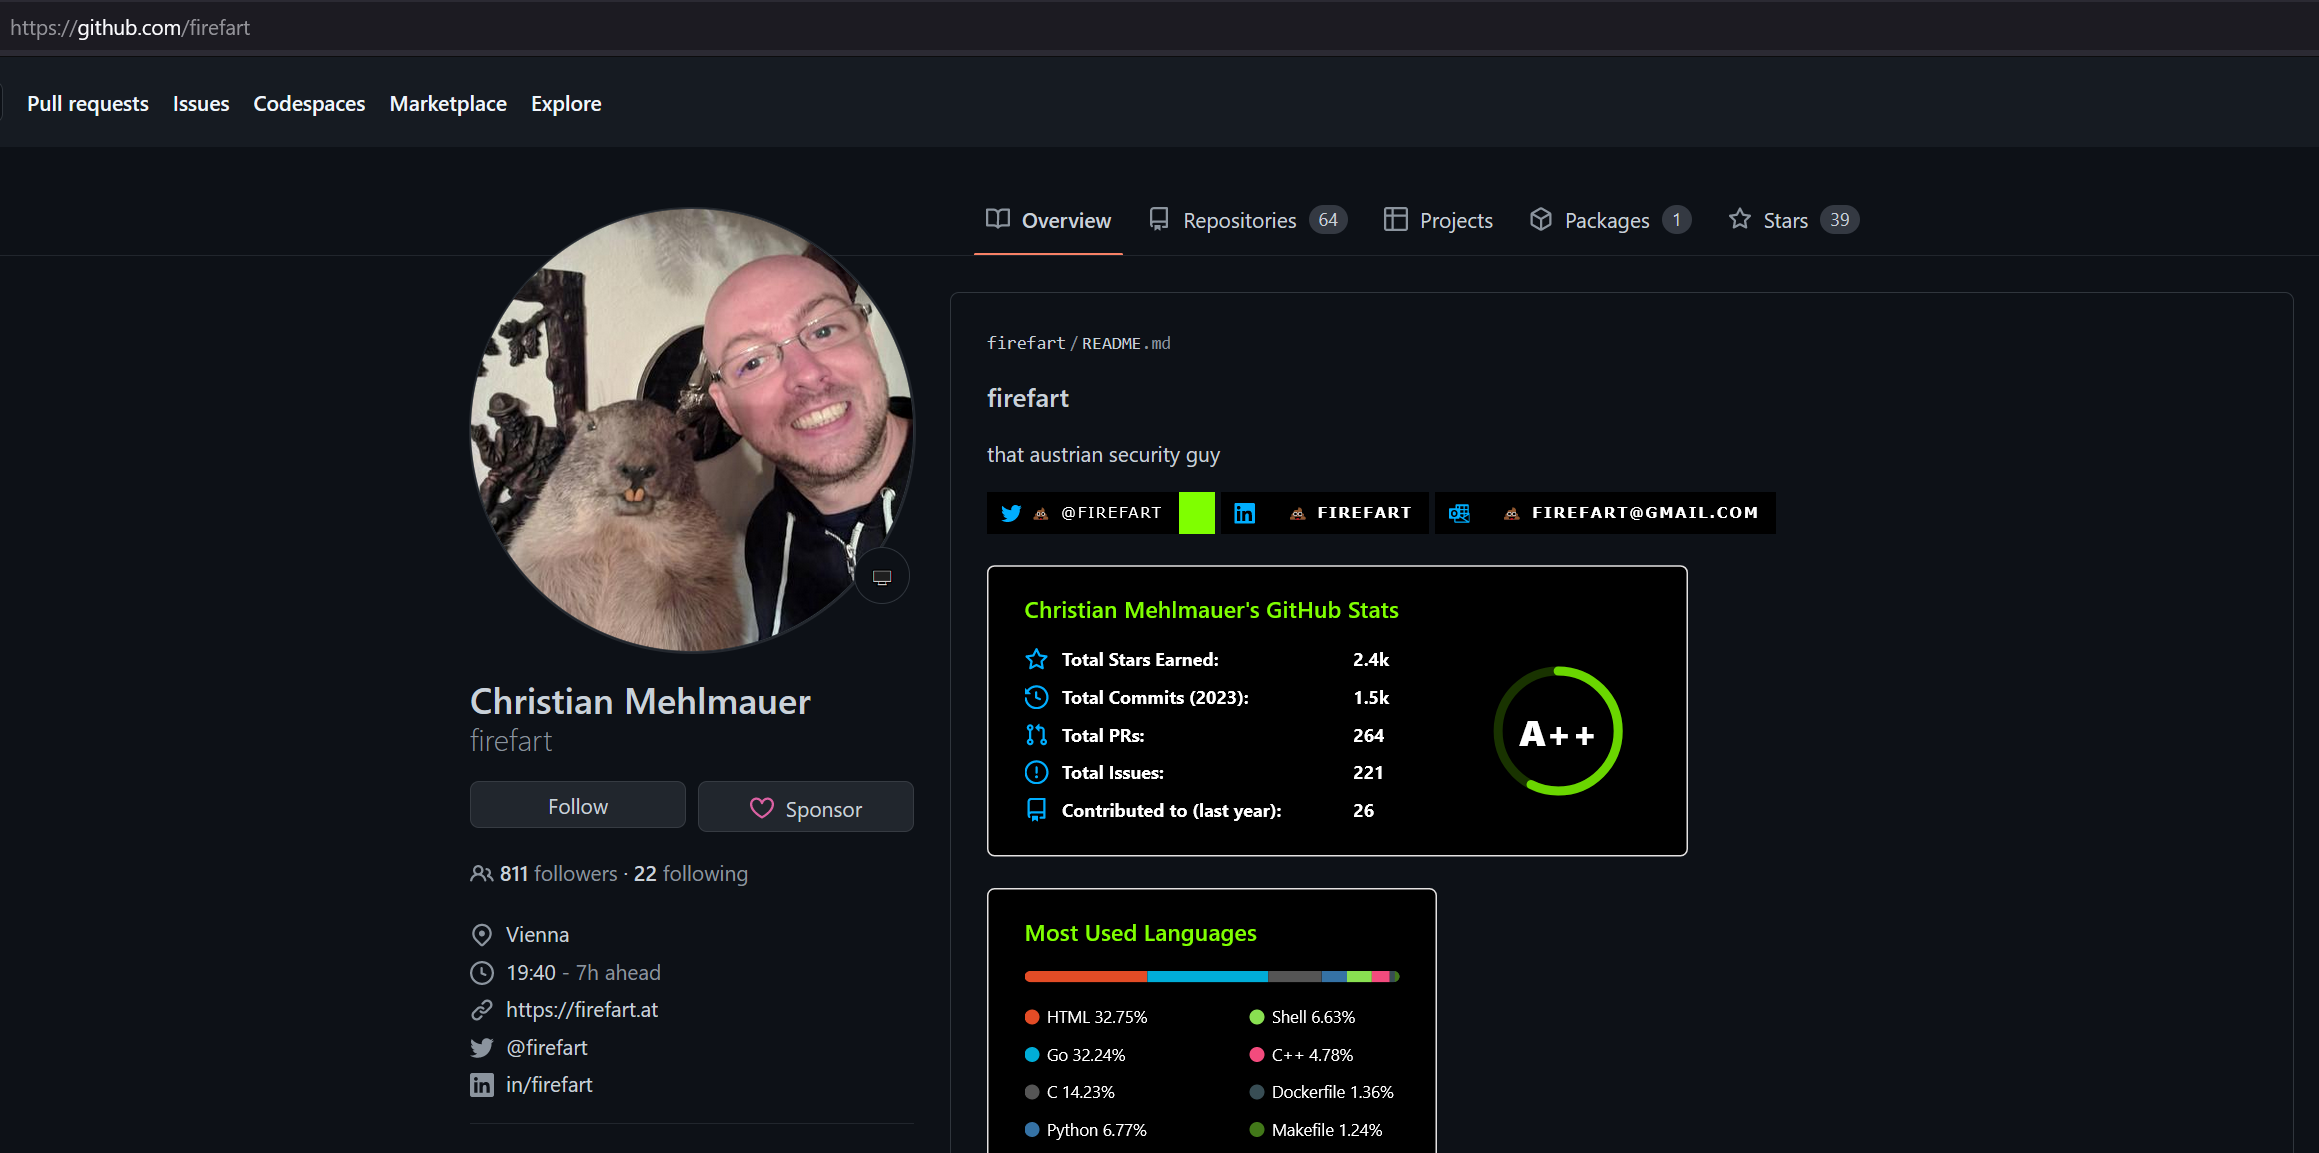 https://github.com/firefart
Pull requests Issues Codespaces Marketplace Explore
Overview Repositories 64 Projects Packages 1 Stars 39
firefart/README.md
firefart
that austrian security guy
@FIREFART FIREFART FIREFART@GMAIL.COM
Christian Mehlmauer's GitHub Stats
Total Stars Earned: 2.4k
Total Commits (2023): 1.5k
Total PRs: 264
Total Issues: 221
Contributed to (last year): 26
A++
Most Used Languages
HTML 32.75%
Go 32.24%
C 14.23%
Python 6.77%
Shell 6.63%
C++ 4.78%
Dockerfile 1.36%
Makefile 1.24%
Christian Mehlmauer
firefart
Follow
Sponsor
811 followers · 22 following
Vienna
19:40 - 7h ahead
https://firefart.at
@firefart
in/firefart